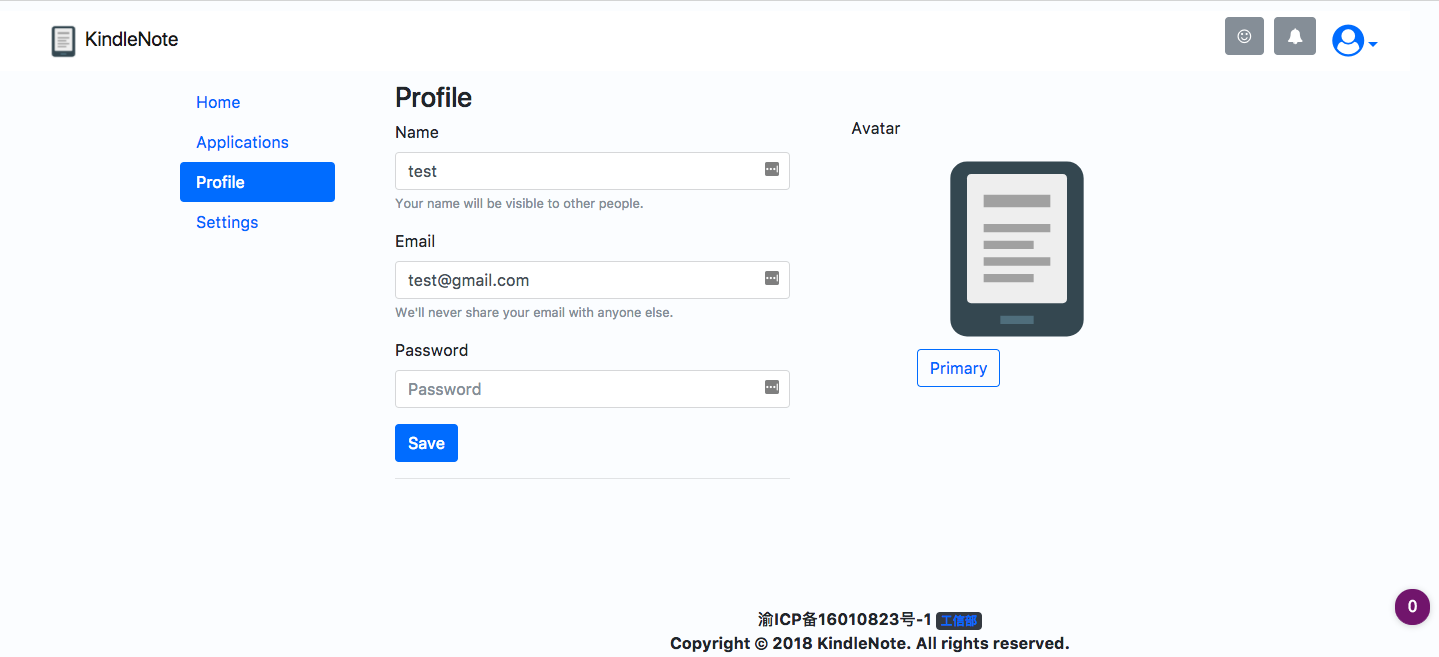 KindleNote
Home
Applications
Profile
Settings
Profile
Name
test
Your name will be visible to other people.
Email
test@gmail.com
We'll never share your email with anyone else.
Password
Password
Save
Avatar
Primary
0
渝ICP备16010823号-1 工信部
Copyright © 2018 KindleNote. All rights reserved.